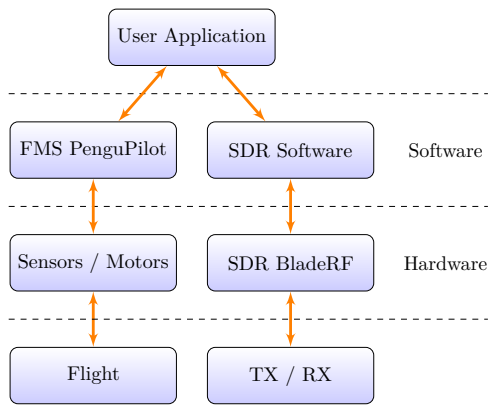 User Application
FMS PenguPilot
SDR Software
Software
Sensors / Motors
SDR BladeRF
Hardware
Flight
TX / RX